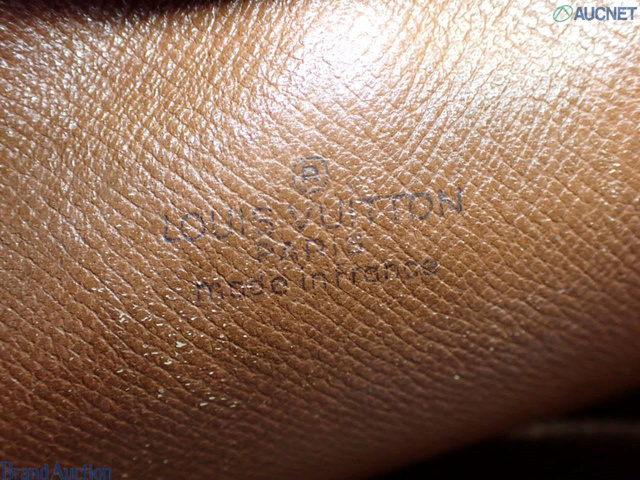 AUCNET
e
LOUIS VUITTON
PARIS
made in France
Brand Auction